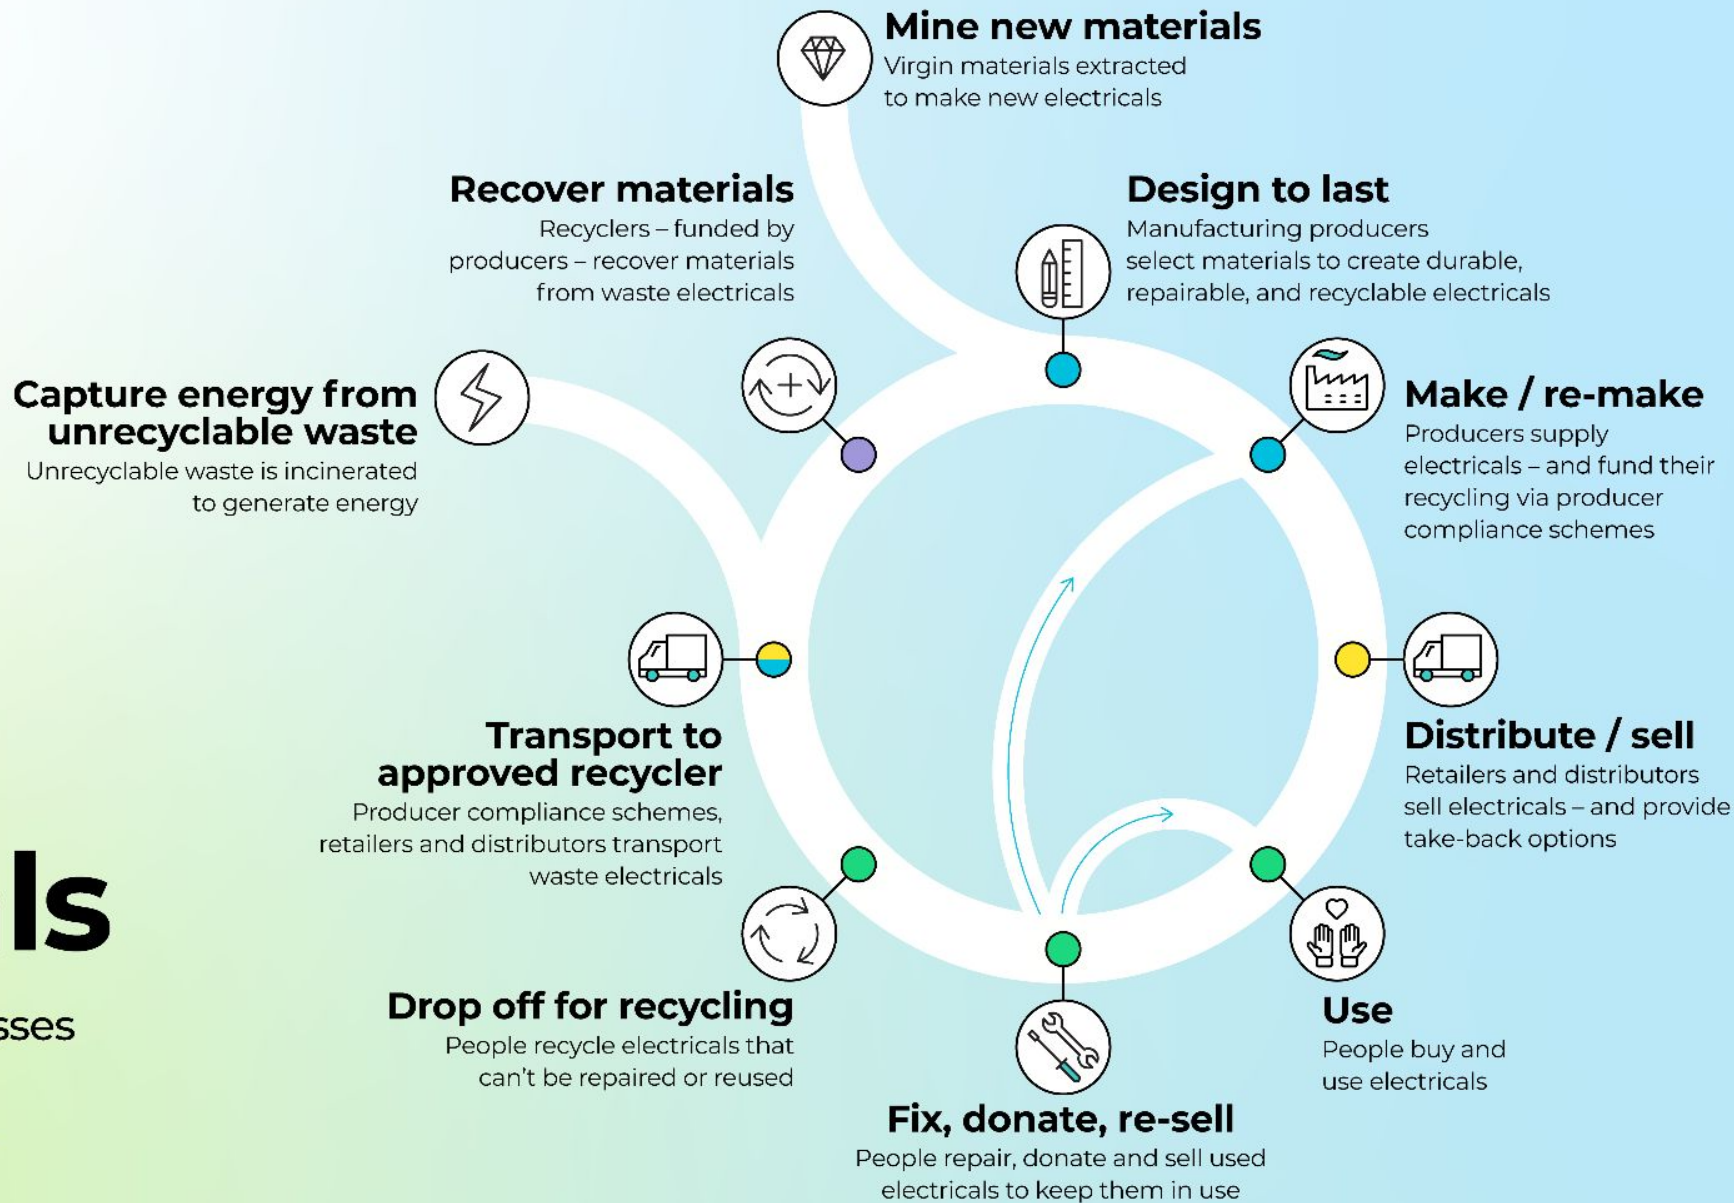 Mine new materials
Virgin materials extracted
to make new electricals
Recover materials
Recyclers – funded by
producers – recover materials
from waste electricals
Design to last
Manufacturing producers
select materials to create durable,
repairable, and recyclable electricals
Capture energy from
unrecyclable waste
Unrecyclable waste is incinerated
to generate energy
Make / re-make
Producers supply
electricals – and fund their
recycling via producer
compliance schemes
Transport to
approved recycler
Producer compliance schemes,
retailers and distributors transport
waste electricals
Distribute / sell
Retailers and distributors
sell electricals – and provide
take-back options
ls
sses
Drop off for recycling
People recycle electricals that
can't be repaired or reused
Use
People buy and
use electricals
Fix, donate, re-sell
People repair, donate and sell used
electricals to keep them in use